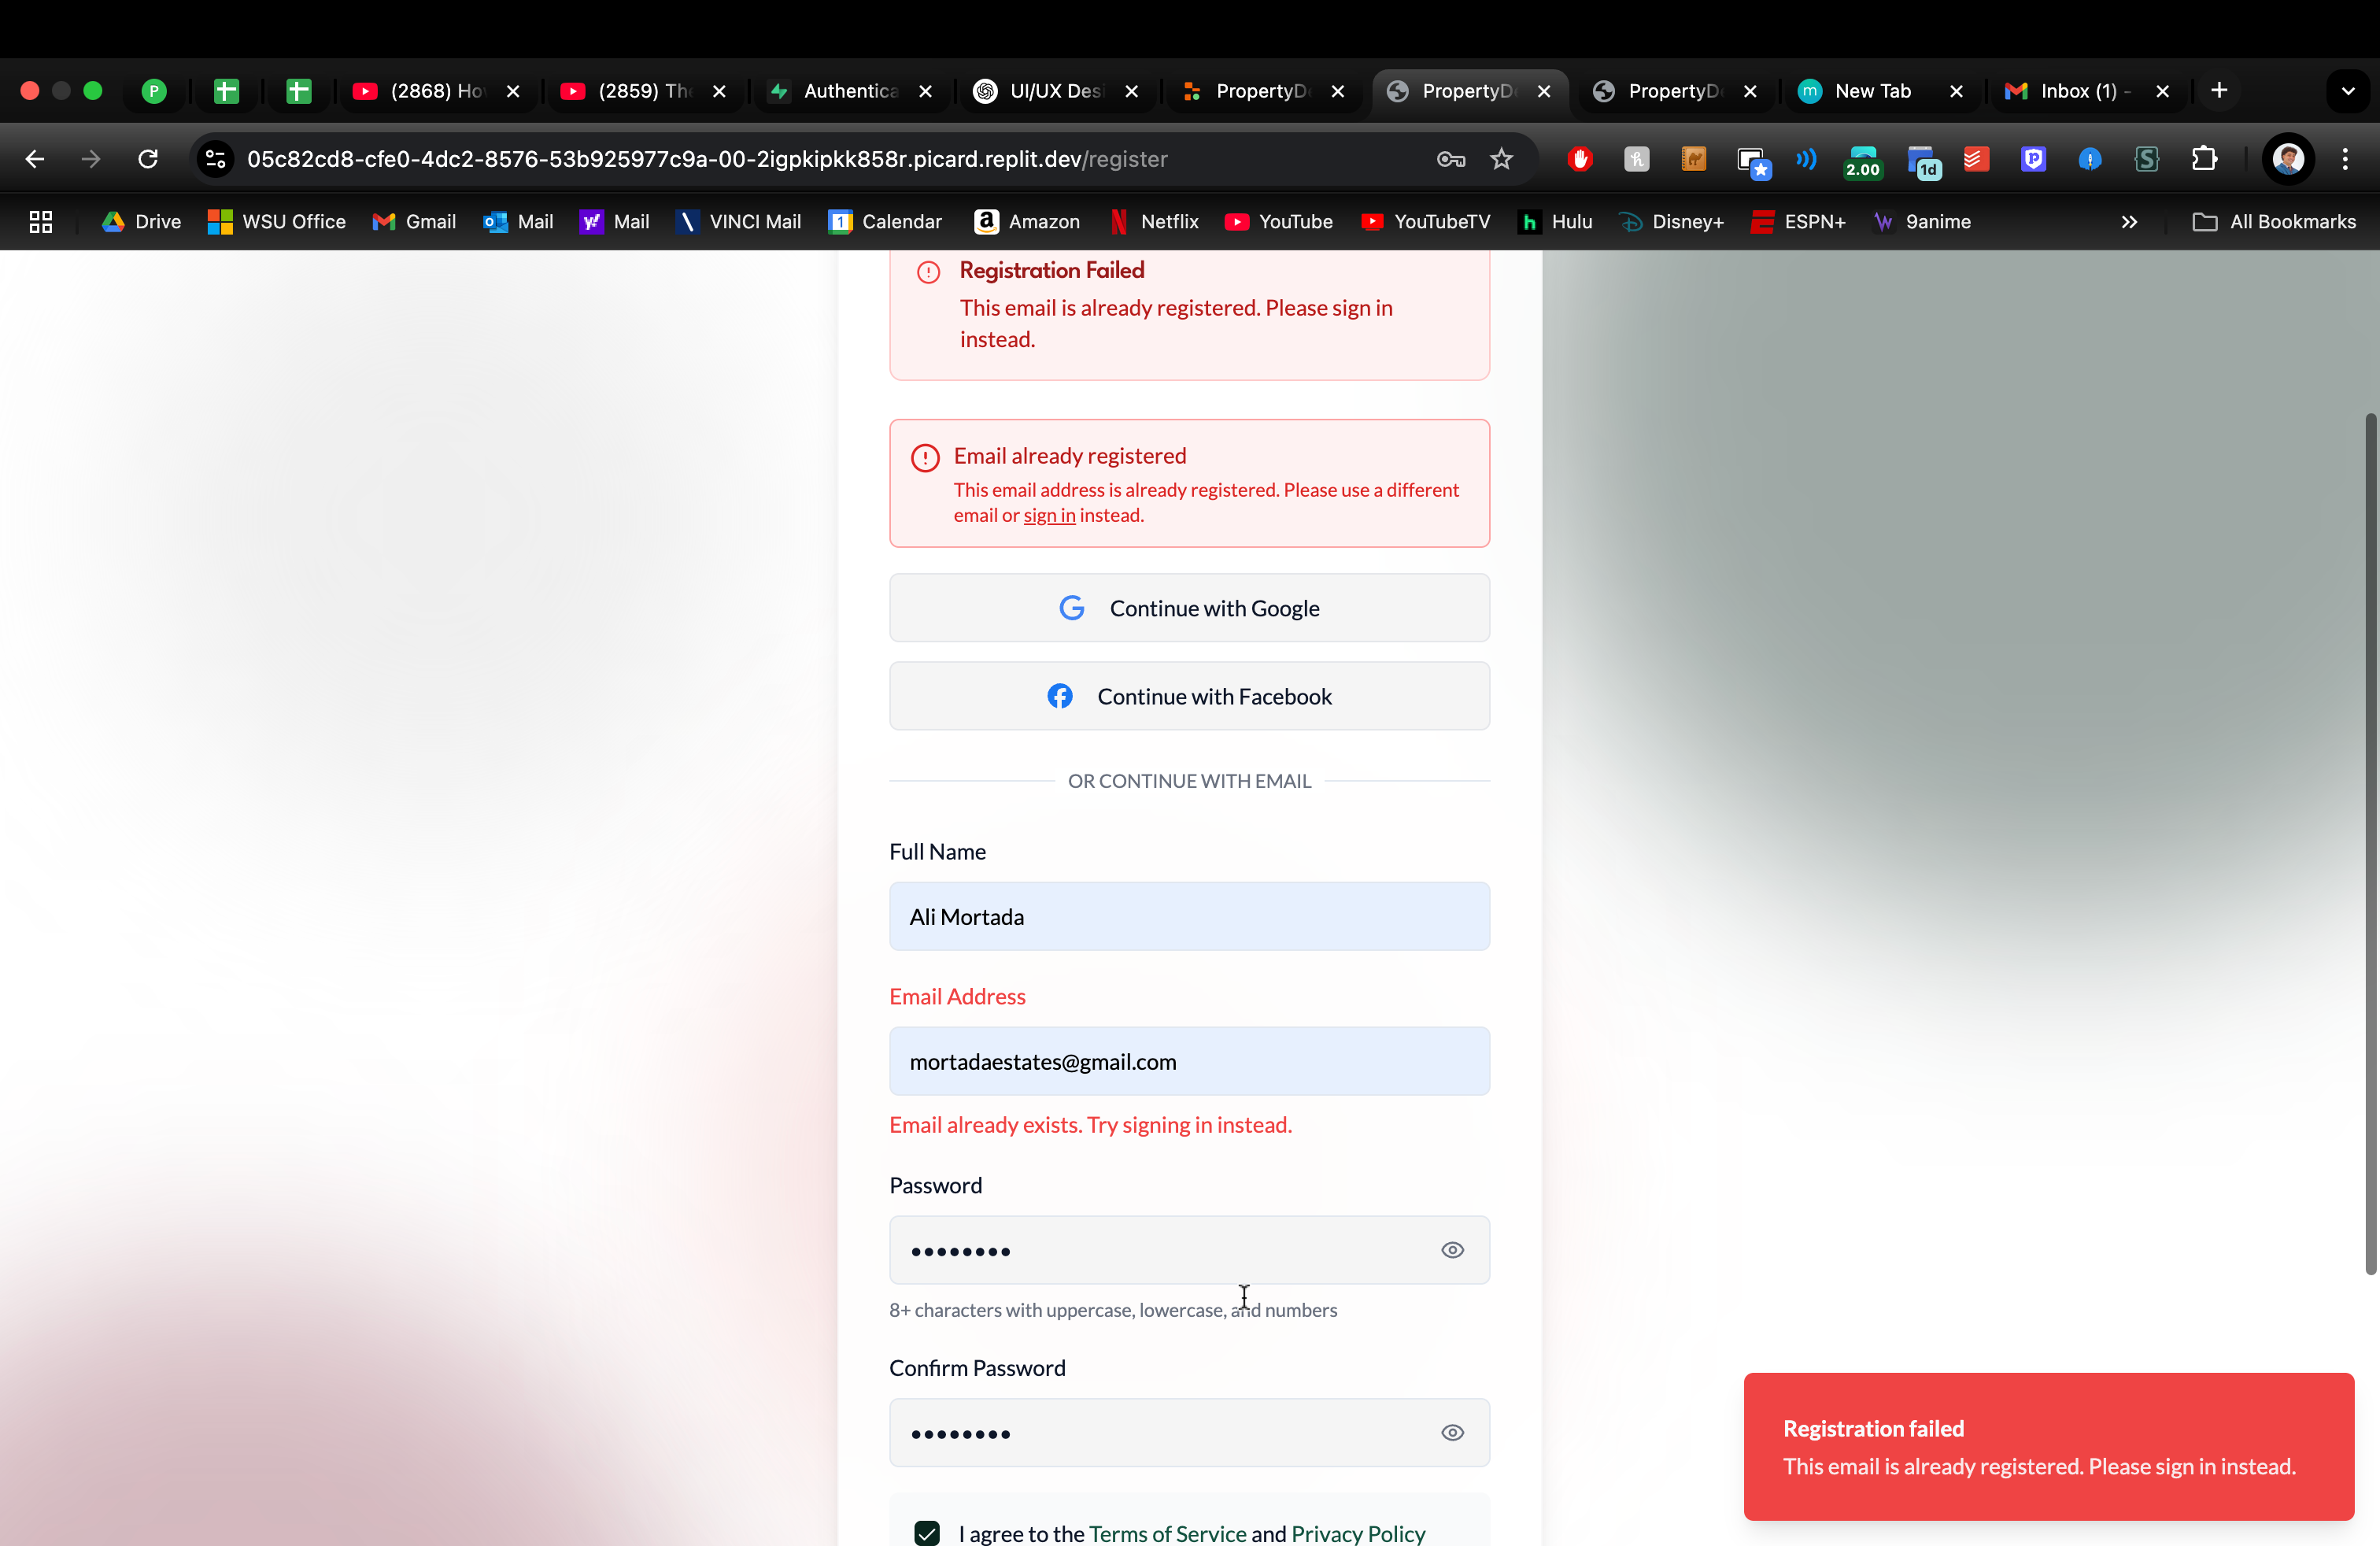 P
(2868) Ho
(2859) The
Authentica
UI/UX Desi
PropertyD
PropertyD
PropertyD
m
New Tab
Inbox (1) -
05c82cd8-cfe0-4dc2-8576-53b925977c9a-00-2igpkipkk858r.picard.replit.dev/register
2.00
1d
Drive
WSU Office
Gmail
Mail
Mail
VINCI Mail
Calendar
Amazon
Netflix
YouTube
YouTubeTV
Hulu
Disney+
ESPN+
9anime
All Bookmarks
Registration Failed
This email is already registered. Please sign in
instead.
Email already registered
This email address is already registered. Please use a different
email or sign in instead.
Continue with Google
Continue with Facebook
OR CONTINUE WITH EMAIL
Full Name
Ali Mortada
Email Address
mortadaestates@gmail.com
Email already exists. Try signing in instead.
Password
8+ characters with uppercase, lowercase, and numbers
Confirm Password
I agree to the Terms of Service and Privacy Policy
Registration failed
This email is already registered. Please sign in instead.